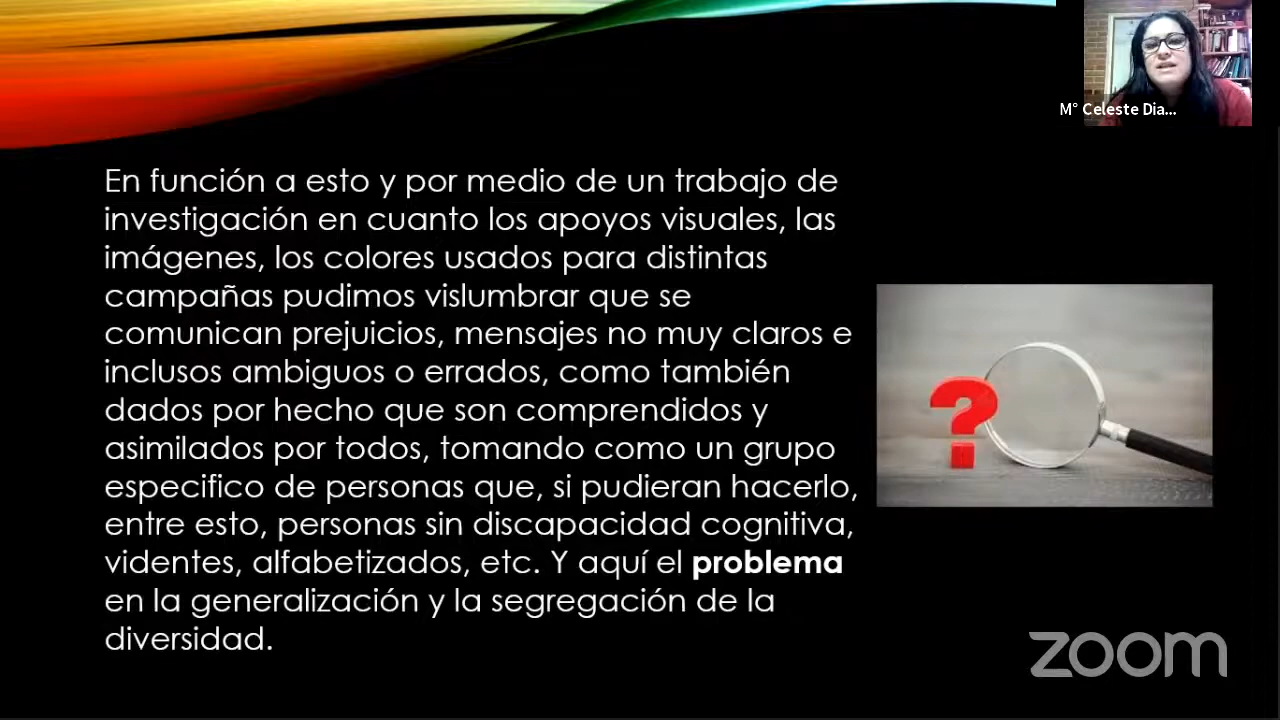 M° Celeste Dia...
En función a esto y por medio de un trabajo de
investigación en cuanto los apoyos visuales, las
imágenes, los colores usados para distintas
campañas pudimos vislumbrar que se
comunican prejuicios, mensajes no muy claros e
inclusos ambiguos o errados, como también
dados por hecho que son comprendidos y
asimilados por todos, tomando como un grupo
especifico de personas que, si pudieran hacerlo,
entre esto, personas sin discapacidad cognitiva,
videntes, alfabetizados, etc. Y aquí el problema
en la generalización y la segregación de la
diversidad.
?
zoom